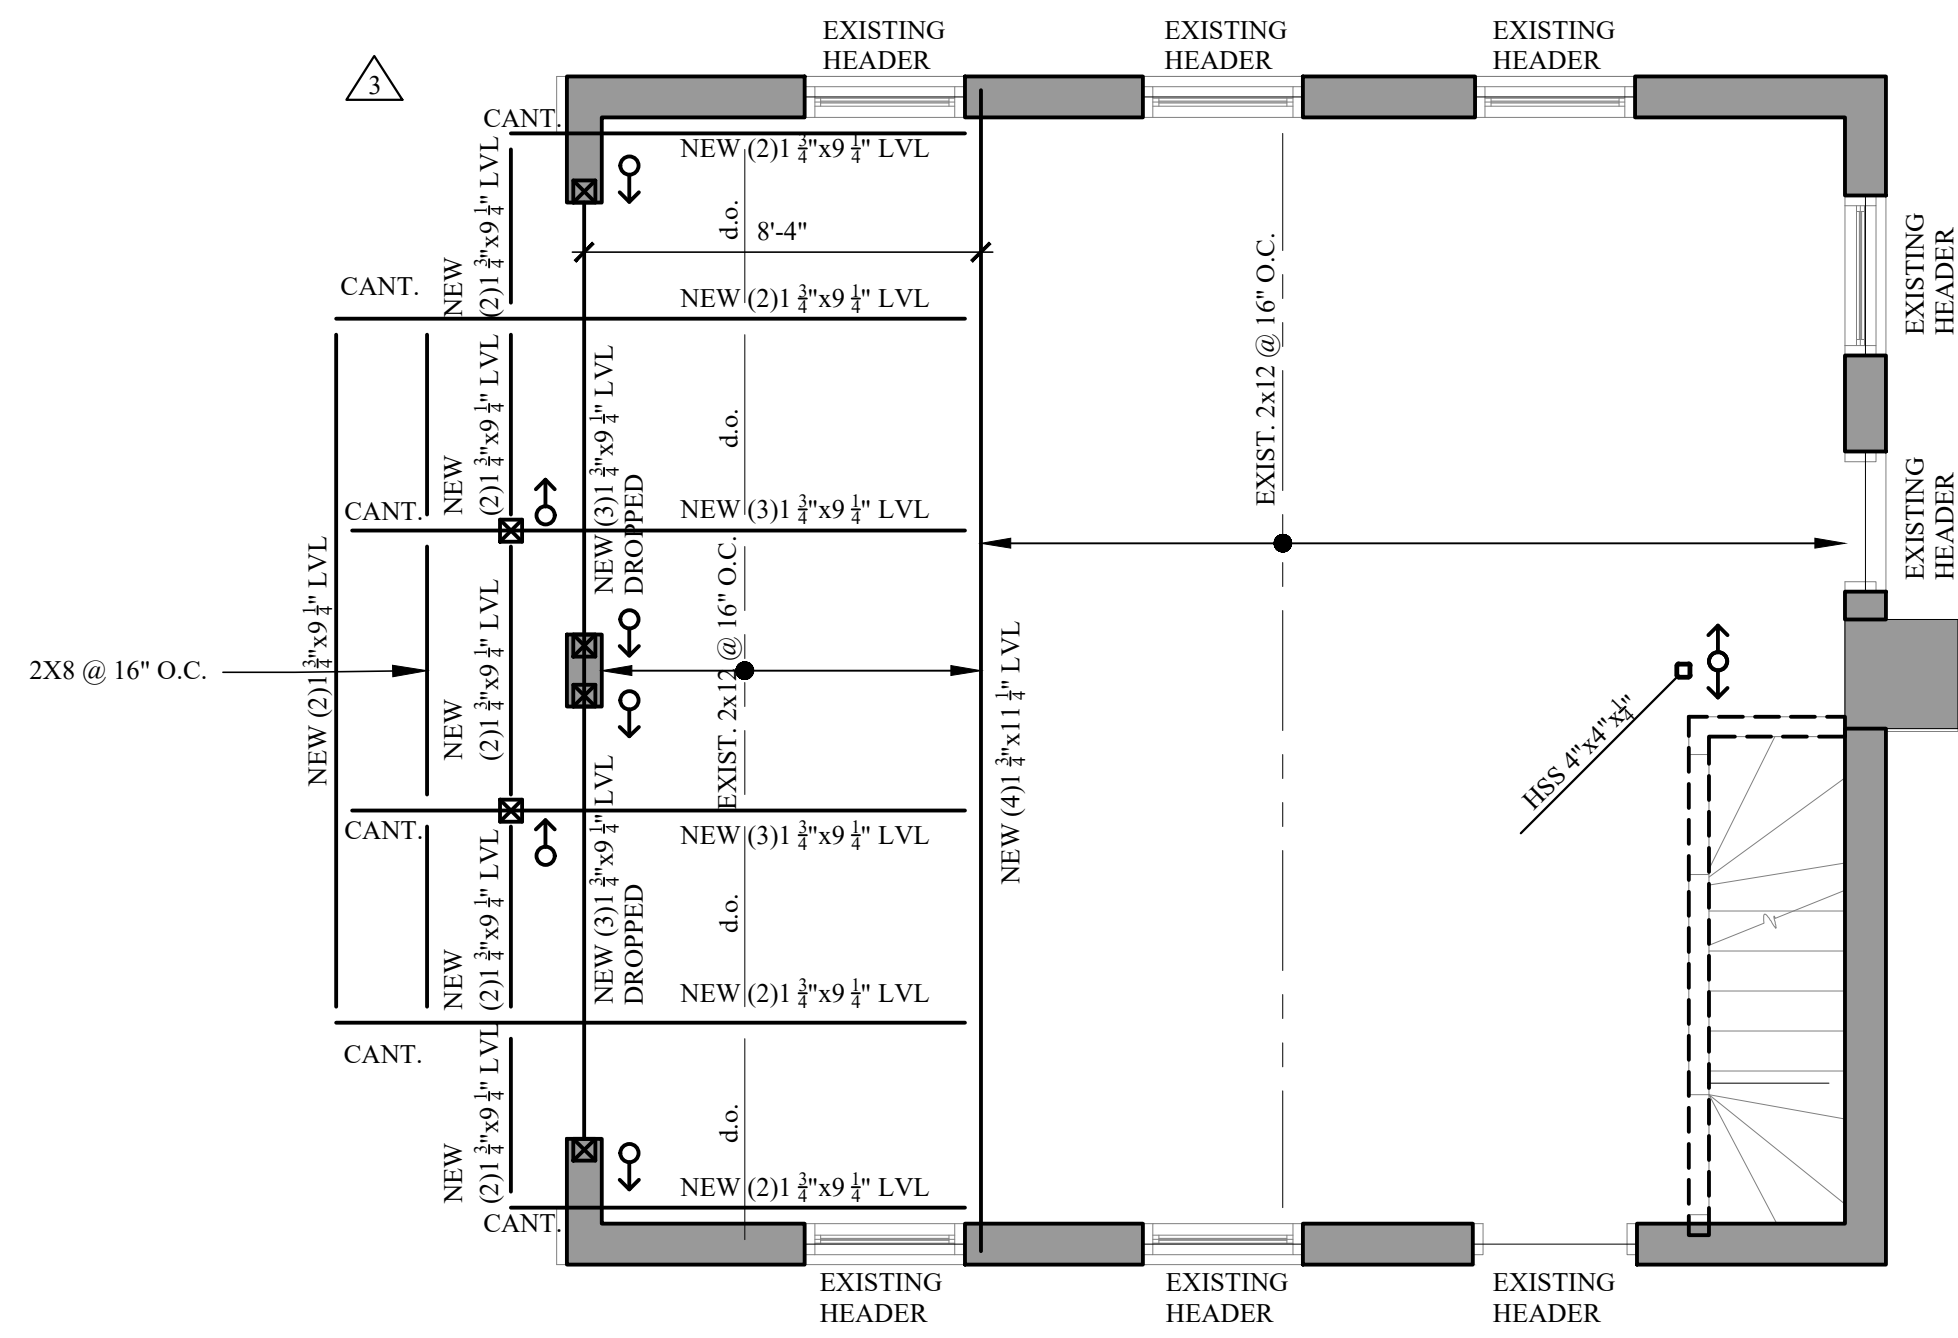 EXISTING
HEADER
EXISTING
HEADER
EXISTING
HEADER
3
CANT.
NEW (2)1 3/4"x9 1/4" LVL
NEW
(2)1 3/4"x9 1/4" LVL
d.o.
8'-4"
CANT.
NEW (2)1 3/4"x9 1/4" LVL
EXIST. 2x12 @ 16" O.C.
EXISTING
HEADER
NEW
(2)1 3/4"x9 1/4" LVL
NEW (3)1 3/4"x9 1/4" LVL
DROPPED
d.o.
CANT.
NEW (3)1 3/4"x9 1/4" LVL
EXISTING
HEADER
NEW (2)1 3/4"x9 1/4" LVL
NEW
(2)1 3/4"x9 1/4" LVL
EXIST. 2x12 @ 16" O.C.
2X8 @ 16" O.C.
NEW (4)1 3/4"x11 1/4" LVL
HSS 4"x4"x1/4"
CANT.
NEW (3)1 3/4"x9 1/4" LVL
NEW
(2)1 3/4"x9 1/4" LVL
NEW (3)1 3/4"x9 1/4" LVL
DROPPED
d.o.
NEW (2)1 3/4"x9 1/4" LVL
CANT.
NEW
(2)1 3/4"x9 1/4" LVL
d.o.
NEW (2)1 3/4"x9 1/4" LVL
CANT.
EXISTING
HEADER
EXISTING
HEADER
EXISTING
HEADER